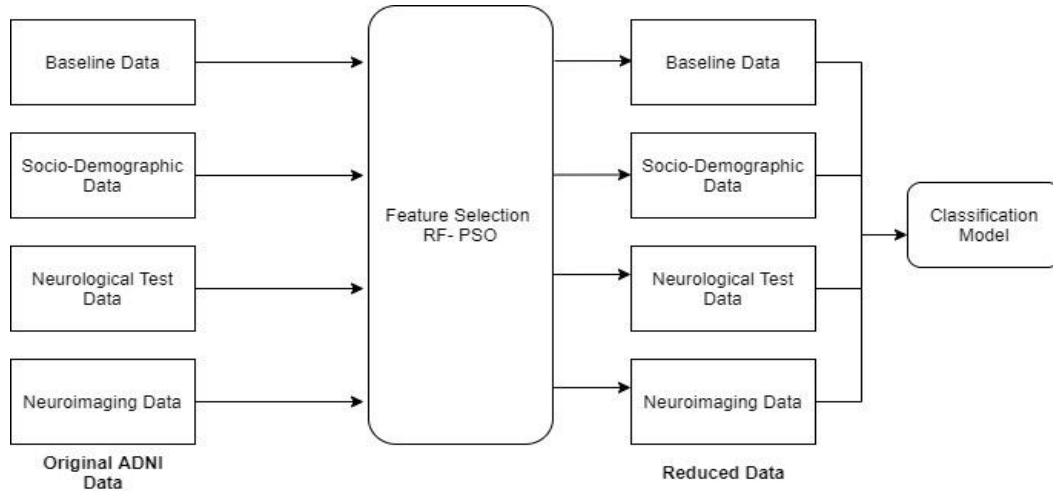 Baseline Data
Socio-Demographic
Data
Neurological Test
Data
Neuroimaging Data
Original ADNI
Data
Feature Selection
RF- PSO
Baseline Data
Socio-Demographic
Data
Neurological Test
Data
Neuroimaging Data
Reduced Data
Classification
Model